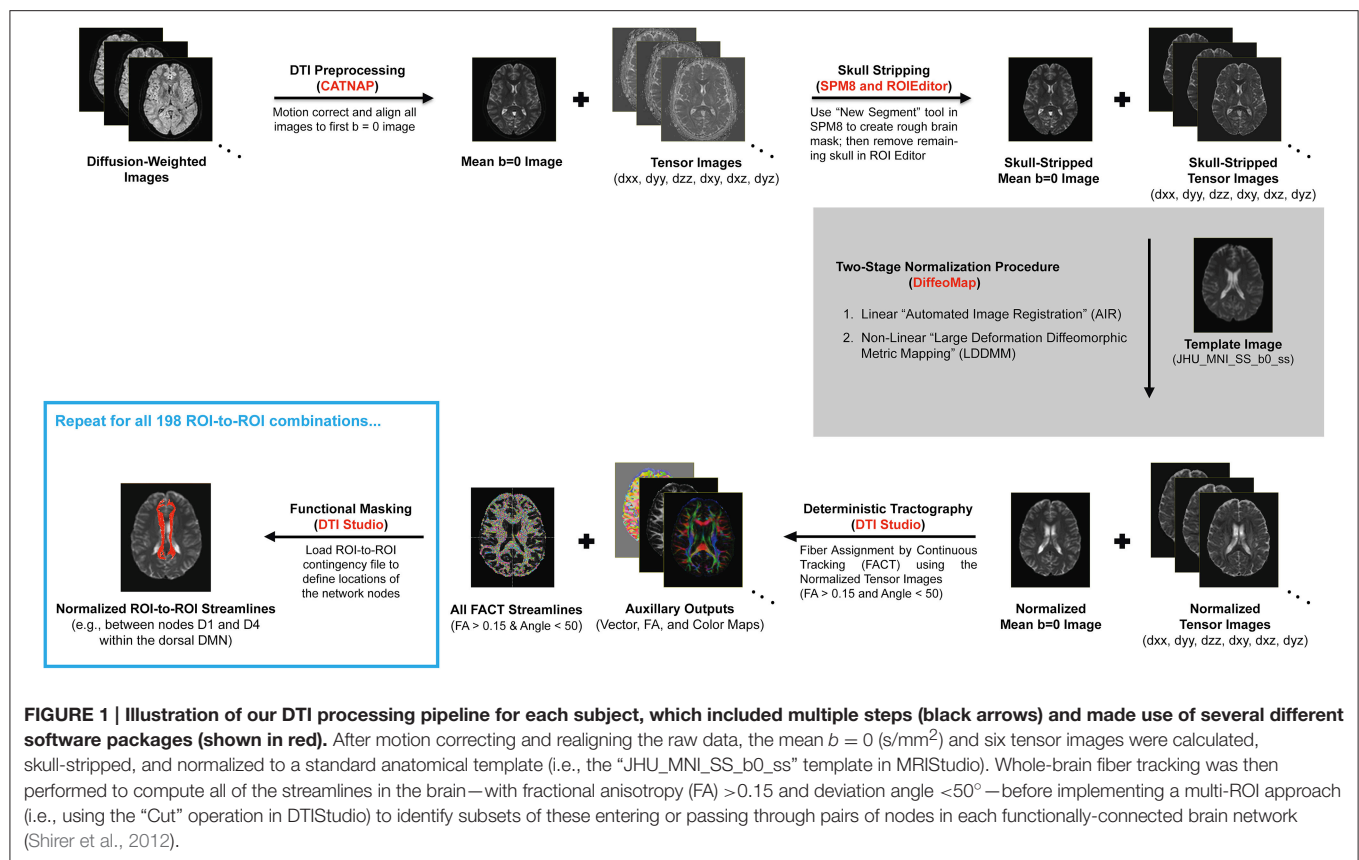 DTI Preprocessing
(CATNAP)
Motion correct and align all
images to first b = 0 image
Diffusion-Weighted
Images
Mean b=0 Image
Tensor Images
(dxx, dyy, dzz, dxy, dxz, dyz)
Skull Stripping
(SPM8 and ROIEditor)
Use “New Segment” tool in
SPM8 to create rough brain
mask; then remove remain-
ing skull in ROI Editor
Skull-Stripped
Mean b=0 Image
Skull-Stripped
Tensor Images
(dxx, dyy, dzz, dxy, dxz, dyz)
Two-Stage Normalization Procedure
(DiffeoMap)
1. Linear “Automated Image Registration” (AIR)
2. Non-Linear “Large Deformation Diffeomorphic
Metric Mapping” (LDDMM)
Template Image
(JHU_MNI_SS_b0_ss)
Repeat for all 198 ROI-to-ROI combinations...
Functional Masking
(DTI Studio)
Load ROI-to-ROI
contingency file to
define locations of
the network nodes
Normalized ROI-to-ROI Streamlines
(e.g., between nodes D1 and D4
within the dorsal DMN)
All FACT Streamlines
(FA > 0.15 & Angle < 50)
Auxillary Outputs
(Vector, FA, and Color Maps)
Deterministic Tractography
(DTI Studio)
Fiber Assignment by Continuous
Tracking (FACT) using the
Normalized Tensor Images
(FA > 0.15 and Angle < 50)
Normalized
Mean b=0 Image
Normalized
Tensor Images
(dxx, dyy, dzz, dxy, dxz, dyz)
FIGURE 1 | Illustration of our DTI processing pipeline for each subject, which included multiple steps (black arrows) and made use of several different
software packages (shown in red). After motion correcting and realigning the raw data, the mean b = 0 (s/mm²) and six tensor images were calculated,
skull-stripped, and normalized to a standard anatomical template (i.e., the “JHU_MNI_SS_b0_ss” template in MRIStudio). Whole-brain fiber tracking was then
performed to compute all of the streamlines in the brain—with fractional anisotropy (FA) >0.15 and deviation angle <50°—before implementing a multi-ROI approach
(i.e., using the “Cut” operation in DTIStudio) to identify subsets of these entering or passing through pairs of nodes in each functionally-connected brain network
(Shirer et al., 2012).